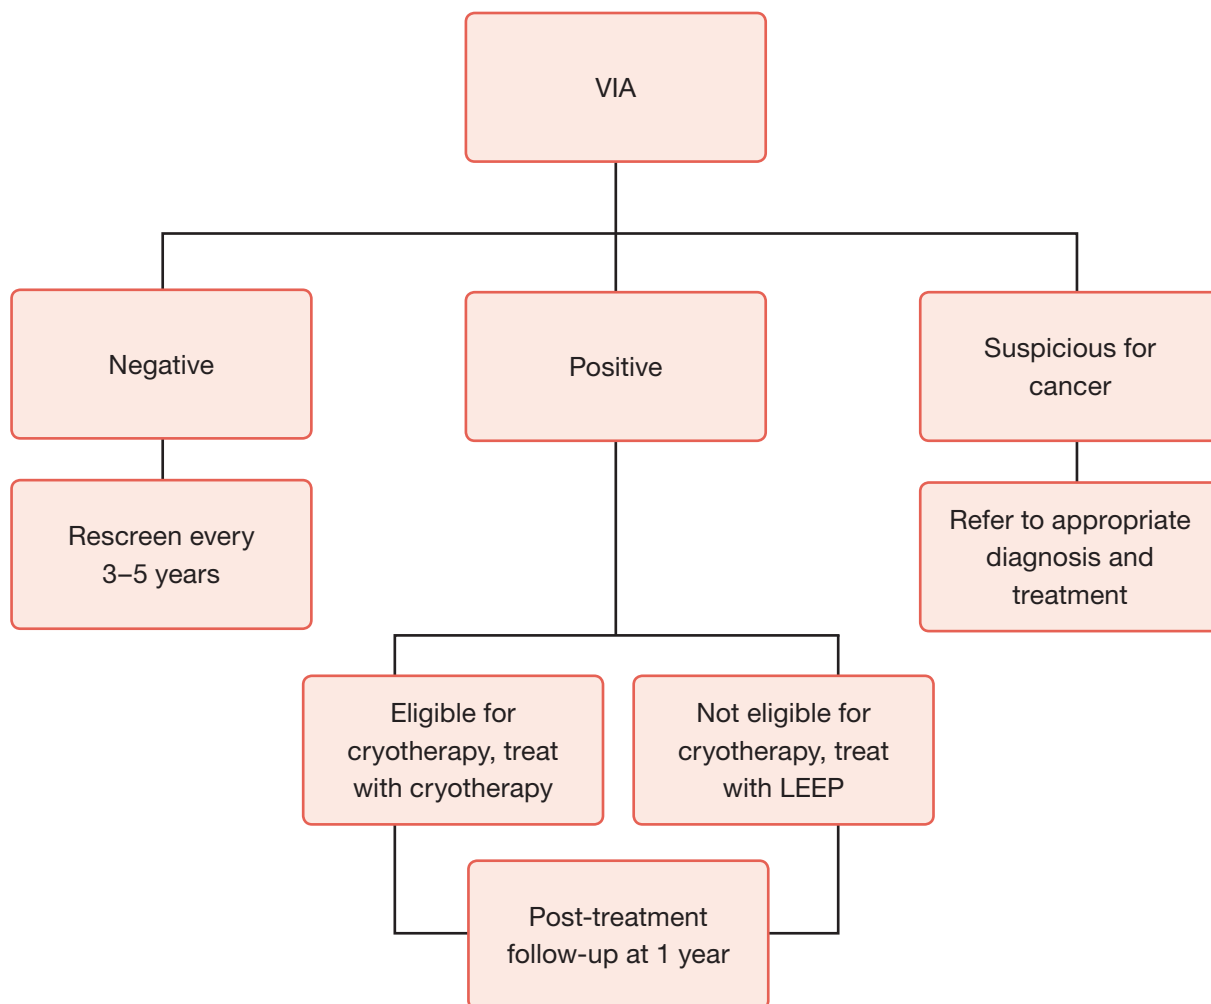 VIA
Negative
Positive
Suspicious for
cancer
Rescreen every
3–5 years
Refer to appropriate
diagnosis and
treatment
Eligible for
cryotherapy, treat
with cryotherapy
Not eligible for
cryotherapy, treat
with LEEP
Post-treatment
follow-up at 1 year